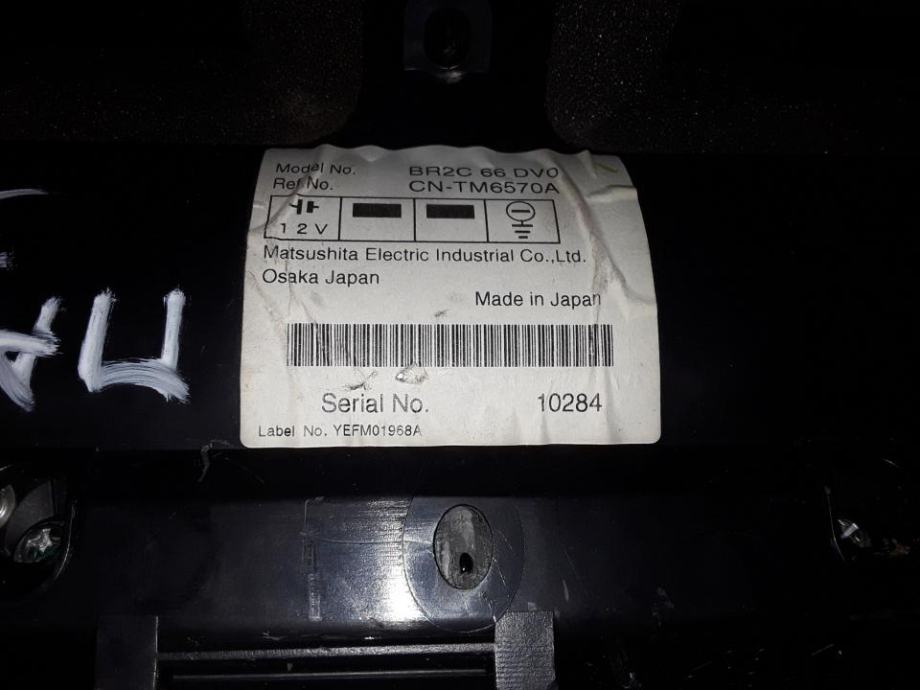 Model No. BR2C 66 DV0
Ref No. CN-TM6570A
12V
Matsushita Electric Industrial Co.,Ltd.
Osaka Japan
Made in Japan
Serial No. 10284
Label No. YEFM01968A